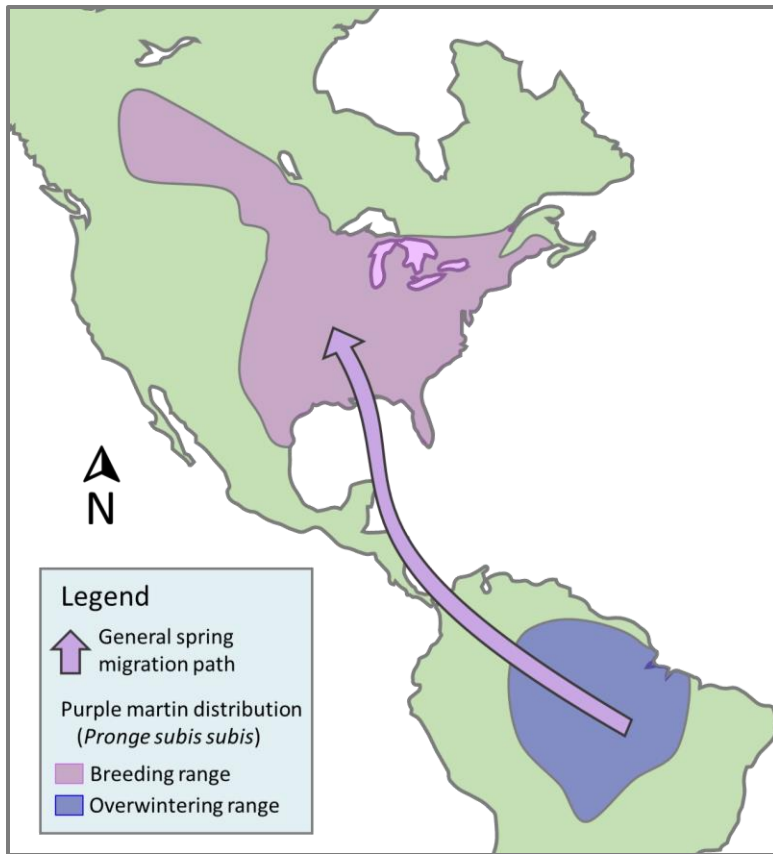 N
Legend
General spring
migration path
Purple martin distribution
(Pronge subis subis)
Breeding range
Overwintering range